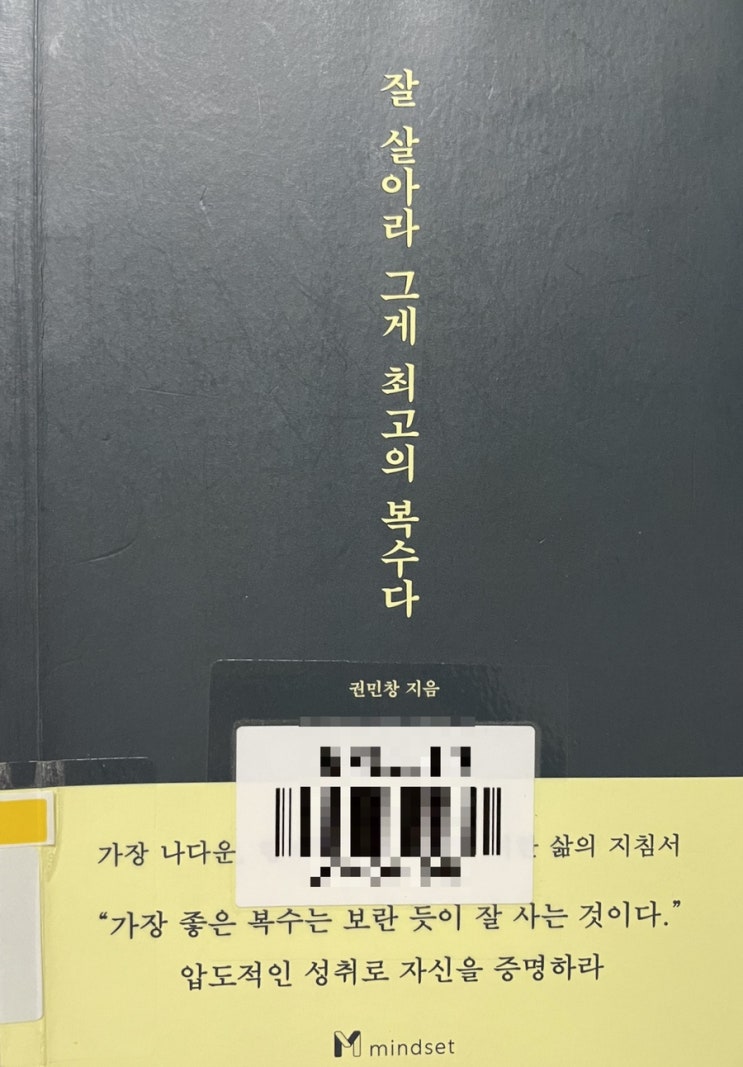 잘 살아라 그게 최고의 복수다
권민창 지음
가장 나다운 삶의 지침서
“가장 좋은 복수는 보란 듯이 잘 사는 것이다.”
압도적인 성취로 자신을 증명하라
mindset